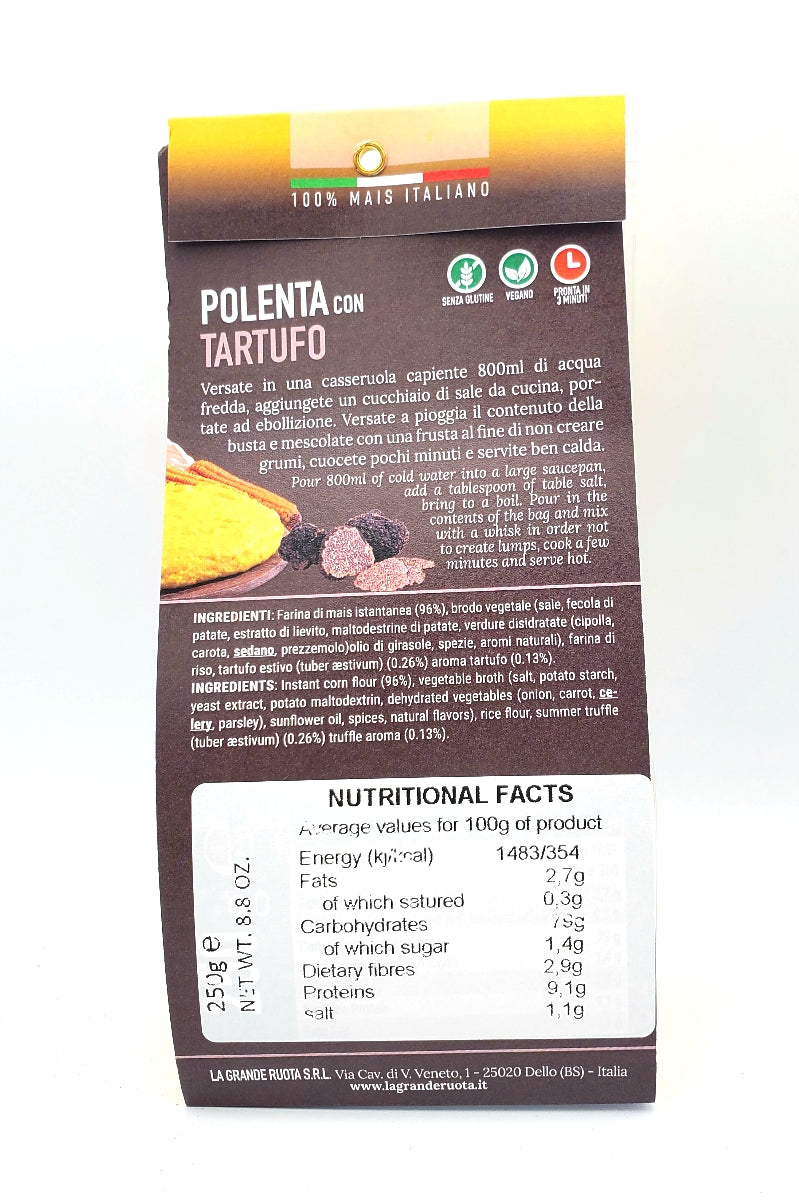 100% MAIS ITALIANO
SENZA GLUTINE
VEGANO
PRONTA IN
3 MINUTI
POLENTA CON
TARTUFO
Versate in una casseruola capiente 800ml di acqua
fredda, aggiungete un cucchiaio di sale da cucina, por-
tate ad ebollizione. Versate a pioggia il contenuto della
busta e mescolate con una frusta al fine di non creare
grumi, cuocete pochi minuti e servite ben calda.
Pour 800ml of cold water into a large saucepan,
add a tablespoon of table salt,
bring to a boil. Pour in the
contents of the bag and mix
with a whisk in order not
to create lumps, cook a few
minutes and serve hot.
INGREDIENTI: Farina di mais istantanea (96%), brodo vegetale (sale, fecola di
patate, estratto di lievito, maltodestrine di patate, verdure disidratate (cipolla,
carota, sedano, prezzemolo)olio di girasole, spezie, aromi naturali), farina di
riso, tartufo estivo (tuber æstivum) (0.26%) aroma tartufo (0.13%).
INGREDIENTS: Instant corn flour (96%), vegetable broth (salt, potato starch,
yeast extract, potato maltodextrin, dehydrated vegetables (onion, carrot, ce-
lery, parsley), sunflower oil, spices, natural flavors), rice flour, summer truffle
(tuber æstivum) (0.26%) truffle aroma (0.13%).
250g e
NET WT. 8.8 OZ.
NUTRITIONAL FACTS
Average values for 100g of product
Energy (kj/kcal) 1483/354
Fats 2,7g
of which satured 0,3g
Carbohydrates
of which sugar 1,4g
Dietary fibres 2,9g
Proteins 9,1g
salt 1,1g
LA GRANDE RUOTA S.R.L. Via Cav. di V. Veneto, 1 - 25020 Dello (BS) - Italia
www.lagranderuota.it